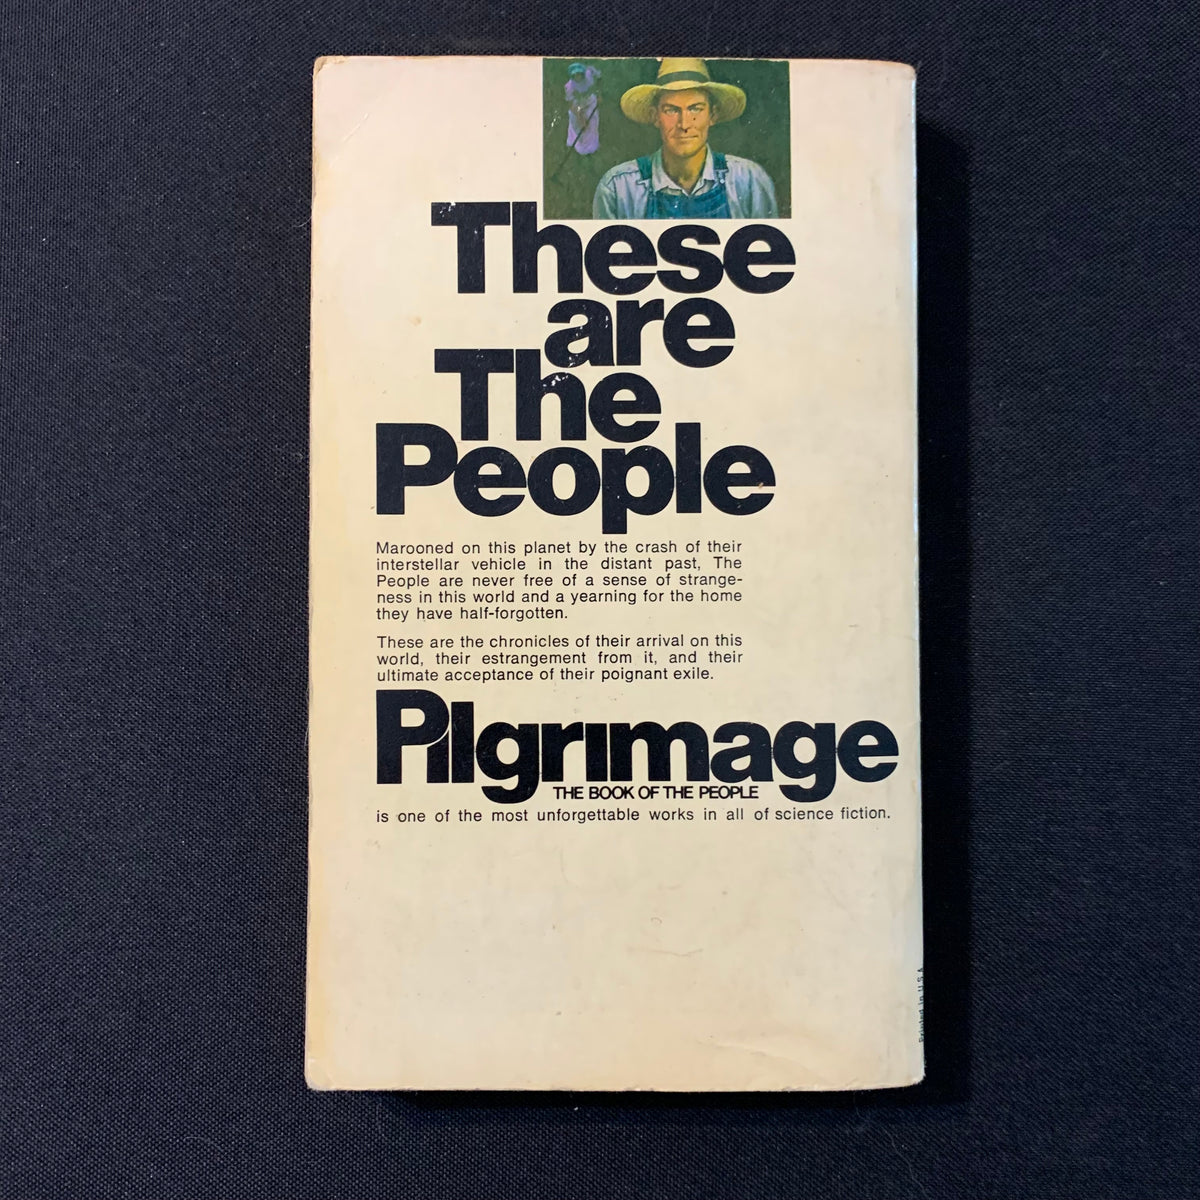 These
are
The
People
Marooned on this planet by the crash of their
interstellar vehicle in the distant past, The
People are never free of a sense of strange-
ness in this world and a yearning for the home
they have half-forgotten.
These are the chronicles of their arrival on this
world, their estrangement from it, and their
ultimate acceptance of their poignant exile.
Pilgrimage
THE BOOK OF THE PEOPLE
is one of the most unforgettable works in all of science fiction.
Printed in U.S.A.